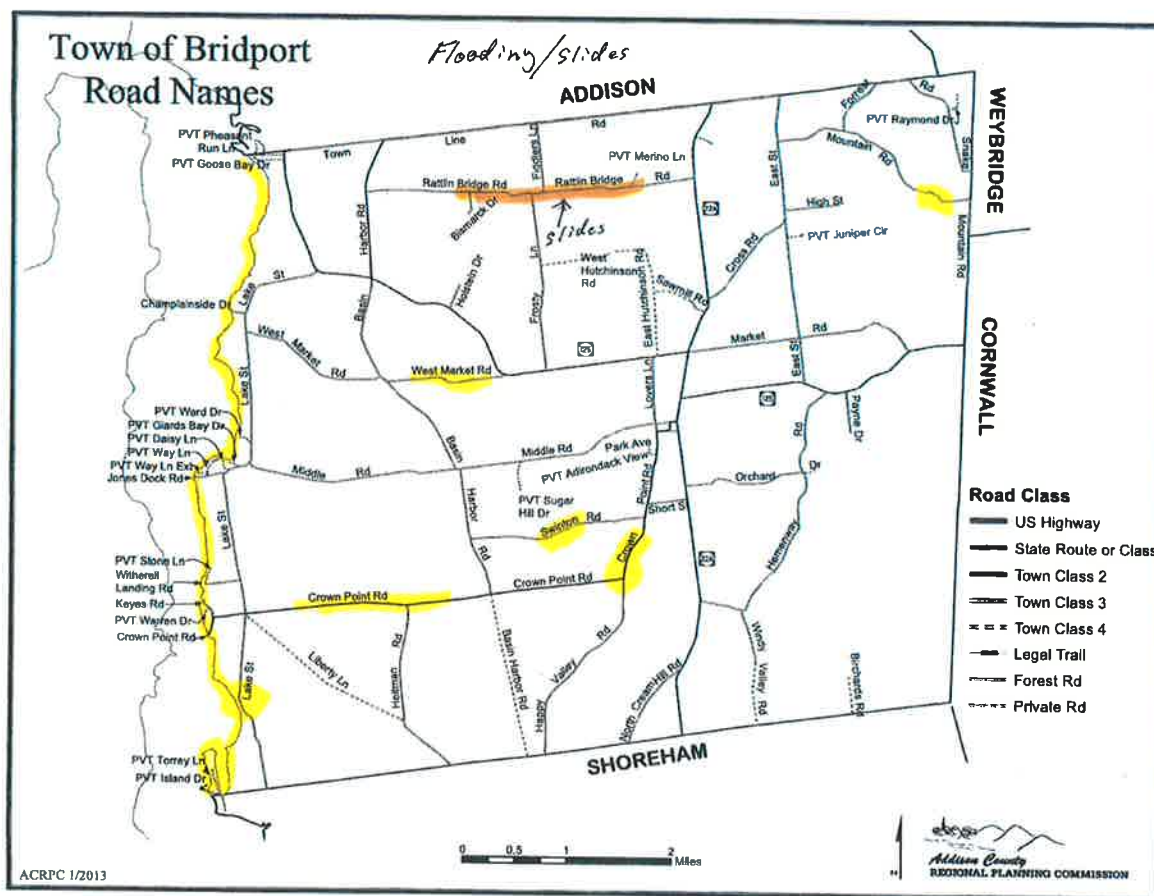 Town of Bridport
Road Names
Flooding/slides
ADDISON
WEYBRIDGE
CORNWALL
SHOREHAM
PVT Pheasant
Run Ln
PVT Goose Bay Dr
Town
Line
Rd
Fiddlers Ln
PVT Merino Ln
Rattlin Bridge Rd
Rattlin Bridge
Rd
Bismarck Dr
slides
Harbor Rd
Basin
Holstein Dr
Frosty
Ln
West
Hutchinson
Rd
East Hutchinson Rd
Sawmill Rd
Cross Rd
East St
High St
PVT Juniper Cir
Forrest
Rd
PVT Raymond Dr
Snake
Mountain
Rd
Mountain Rd
Champlainside Dr
Lake
St
West
Market
Rd
West Market Rd
Market
Rd
East St
Lovers Ln
Lake St
PVT Ward Dr
PVT Giards Bay Dr
PVT Daisy Ln
PVT Way Ln
PVT Way Ln Ext
Jones Dock Rd
Middle
Rd
Basin
Middle Rd
Park Ave
PVT Adirondack View
PVT Sugar
Hill Dr
Point Rd
Crown
Short S
Orchard
Dr
Payne Dr
Rd
Hemenway
Swinton Rd
Harbor
Rd
Lake St
PVT Stone Ln
Witherell
Landing Rd
Keyes Rd
PVT Warren Dr
Crown Point Rd
Crown Point Rd
Crown Point Rd
Lake St
Liberty Ln
Rd
Heitman
Basin Harbor Rd
Happy
Valley
Rd
North Cream Hill Rd
Windy
Valley Rd
Birchards Rd
PVT Torrey Ln
PVT Island Dr
Road Class
US Highway
State Route or Class
Town Class 2
Town Class 3
Town Class 4
Legal Trail
Forest Rd
Private Rd
0 0.5 1 2
Miles
Addison County
REGIONAL PLANNING COMMISSION
ACRPC 1/2013